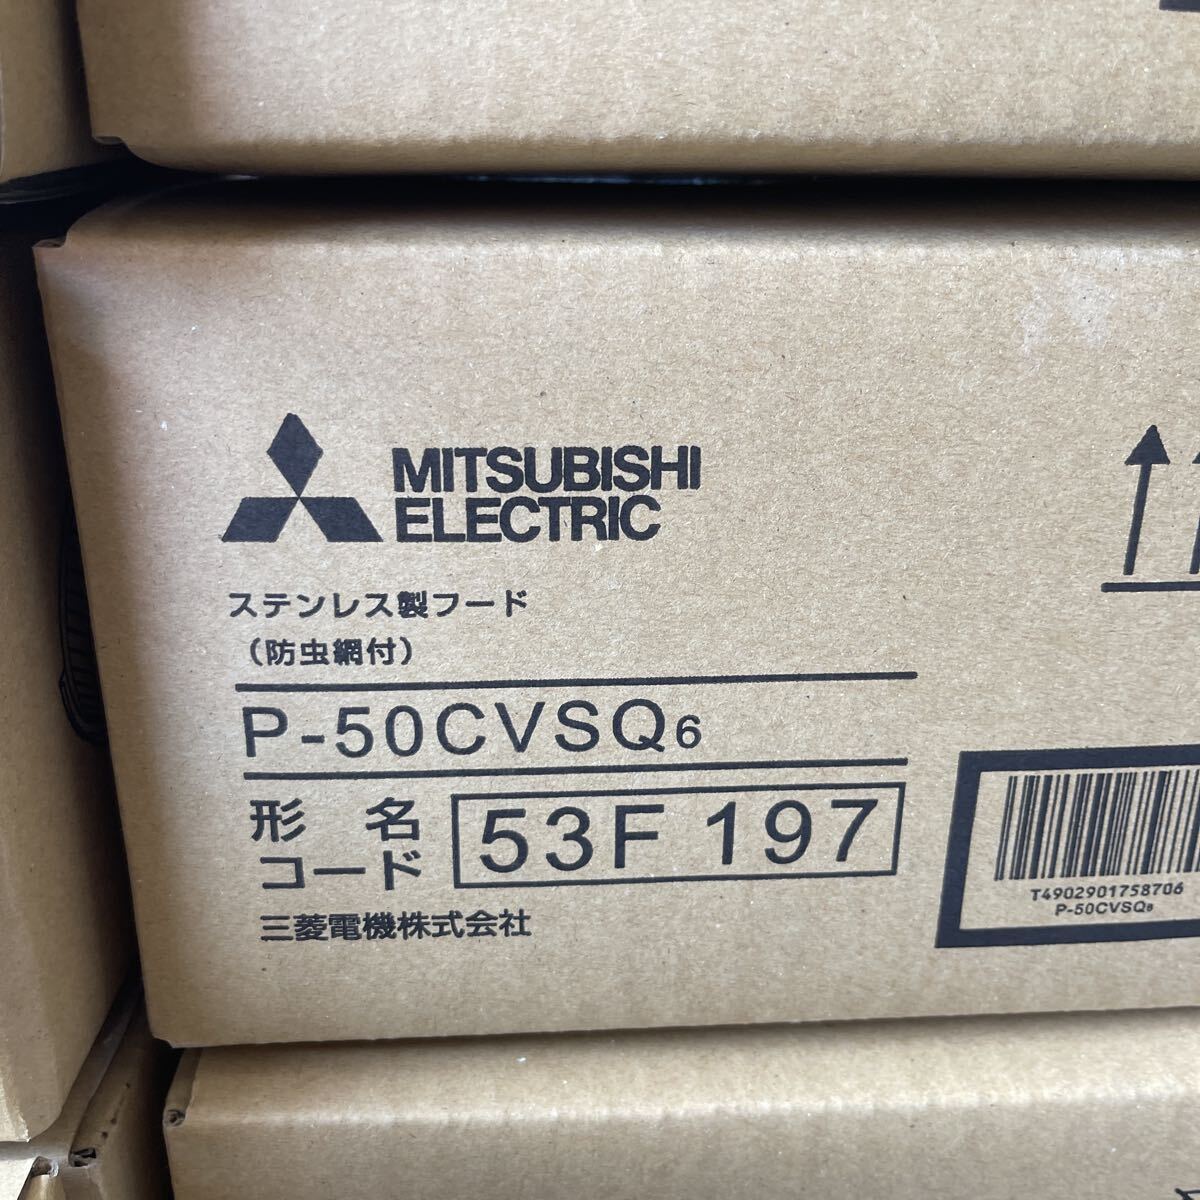 MITSUBISHI
ELECTRIC
ステンレス製フード
（防虫網付）
P-50CVSQ6
形名
コード
53F 197
三菱電機株式会社
T4902901758706
P-50CVSQ6